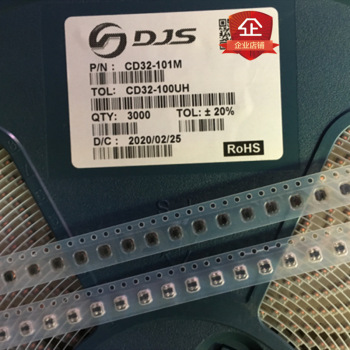 DJS
企
企业店铺
P/N : CD32-101M
TOL: CD32-100UH
QTY: 3000 TOL: ± 20%
D/C : 2020/02/25
RoHS